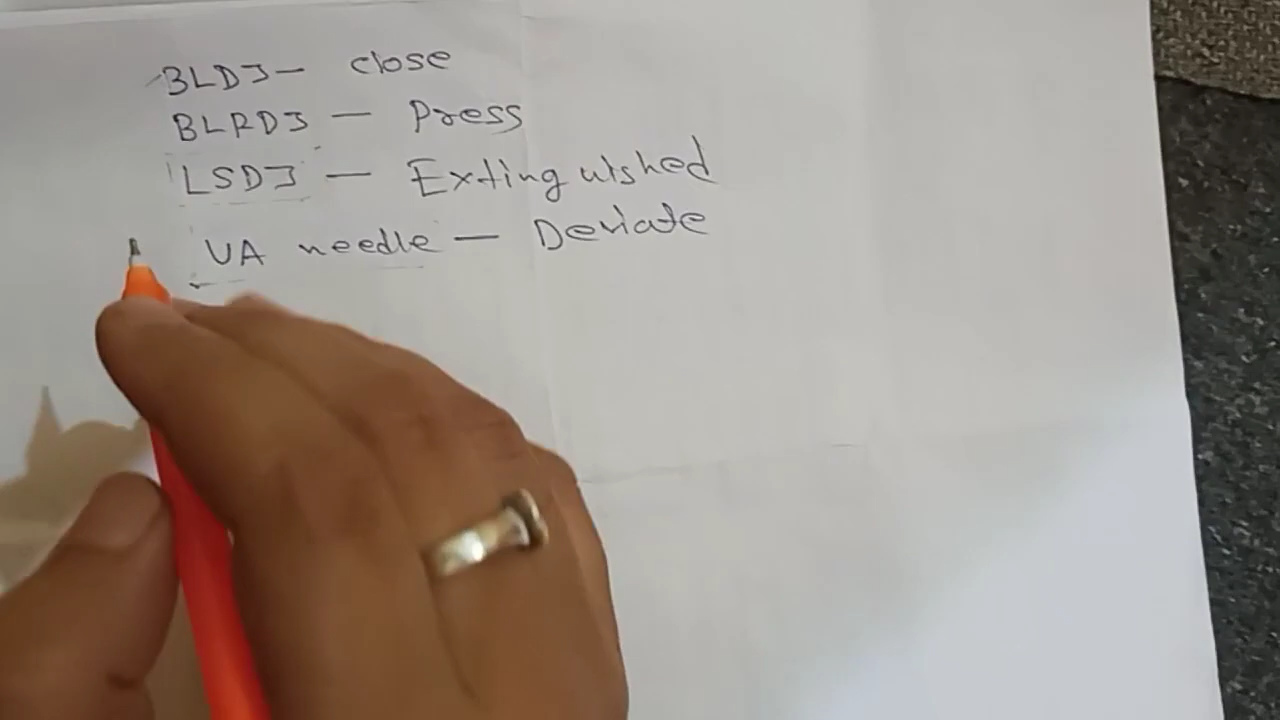 BLDJ — close
BLRDJ — Press
LSDJ — Extinguished
UA needle — Deviate